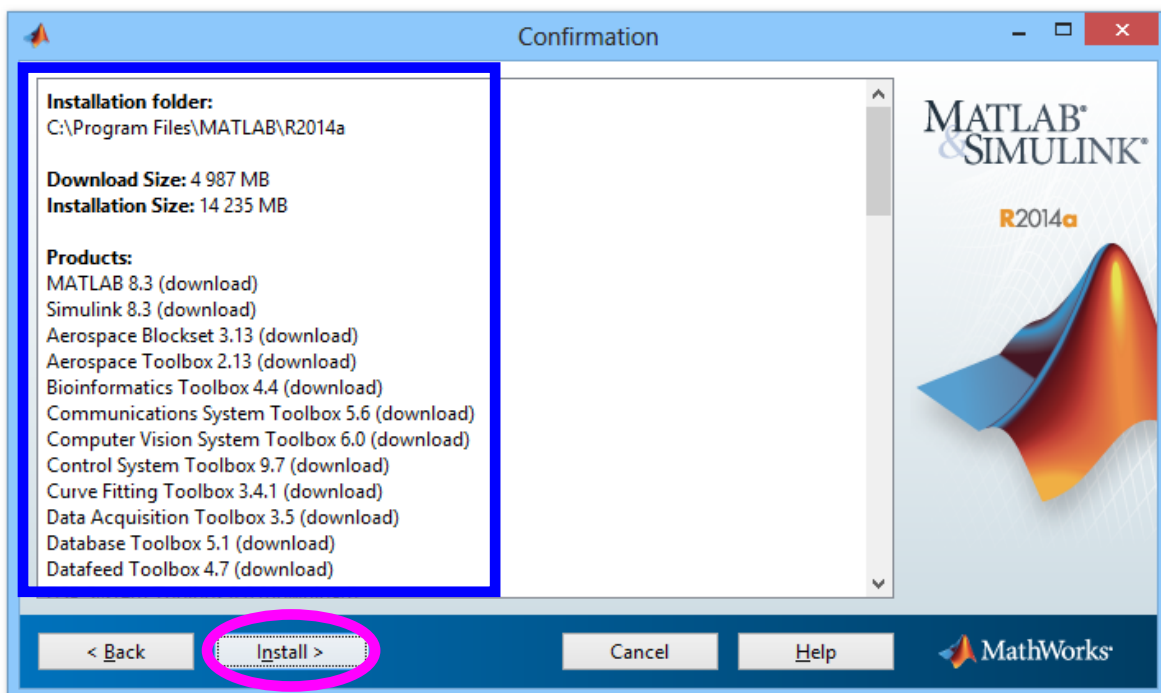 Confirmation
Installation folder:
C:\Program Files\MATLAB\R2014a
Download Size: 4 987 MB
Installation Size: 14 235 MB
Products:
MATLAB 8.3 (download)
Simulink 8.3 (download)
Aerospace Blockset 3.13 (download)
Aerospace Toolbox 2.13 (download)
Bioinformatics Toolbox 4.4 (download)
Communications System Toolbox 5.6 (download)
Computer Vision System Toolbox 6.0 (download)
Control System Toolbox 9.7 (download)
Curve Fitting Toolbox 3.4.1 (download)
Data Acquisition Toolbox 3.5 (download)
Database Toolbox 5.1 (download)
Datafeed Toolbox 4.7 (download)
MATLAB®
&SIMULINK®
R2014a
< Back
Install >
Cancel
Help
MathWorks®